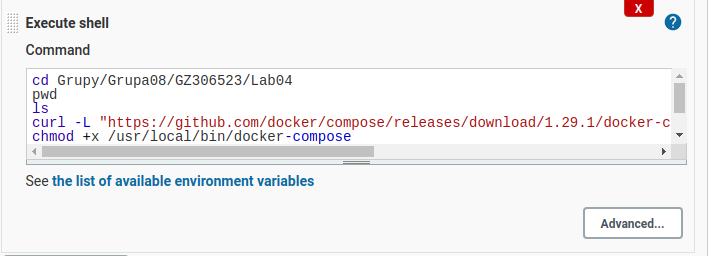 X
Execute shell
?
Command
cd Grupy/Grupa08/GZ306523/Lab04
pwd
ls
curl -L "https://github.com/docker/compose/releases/download/1.29.1/docker-c
chmod +x /usr/local/bin/docker-compose
See the list of available environment variables
Advanced...